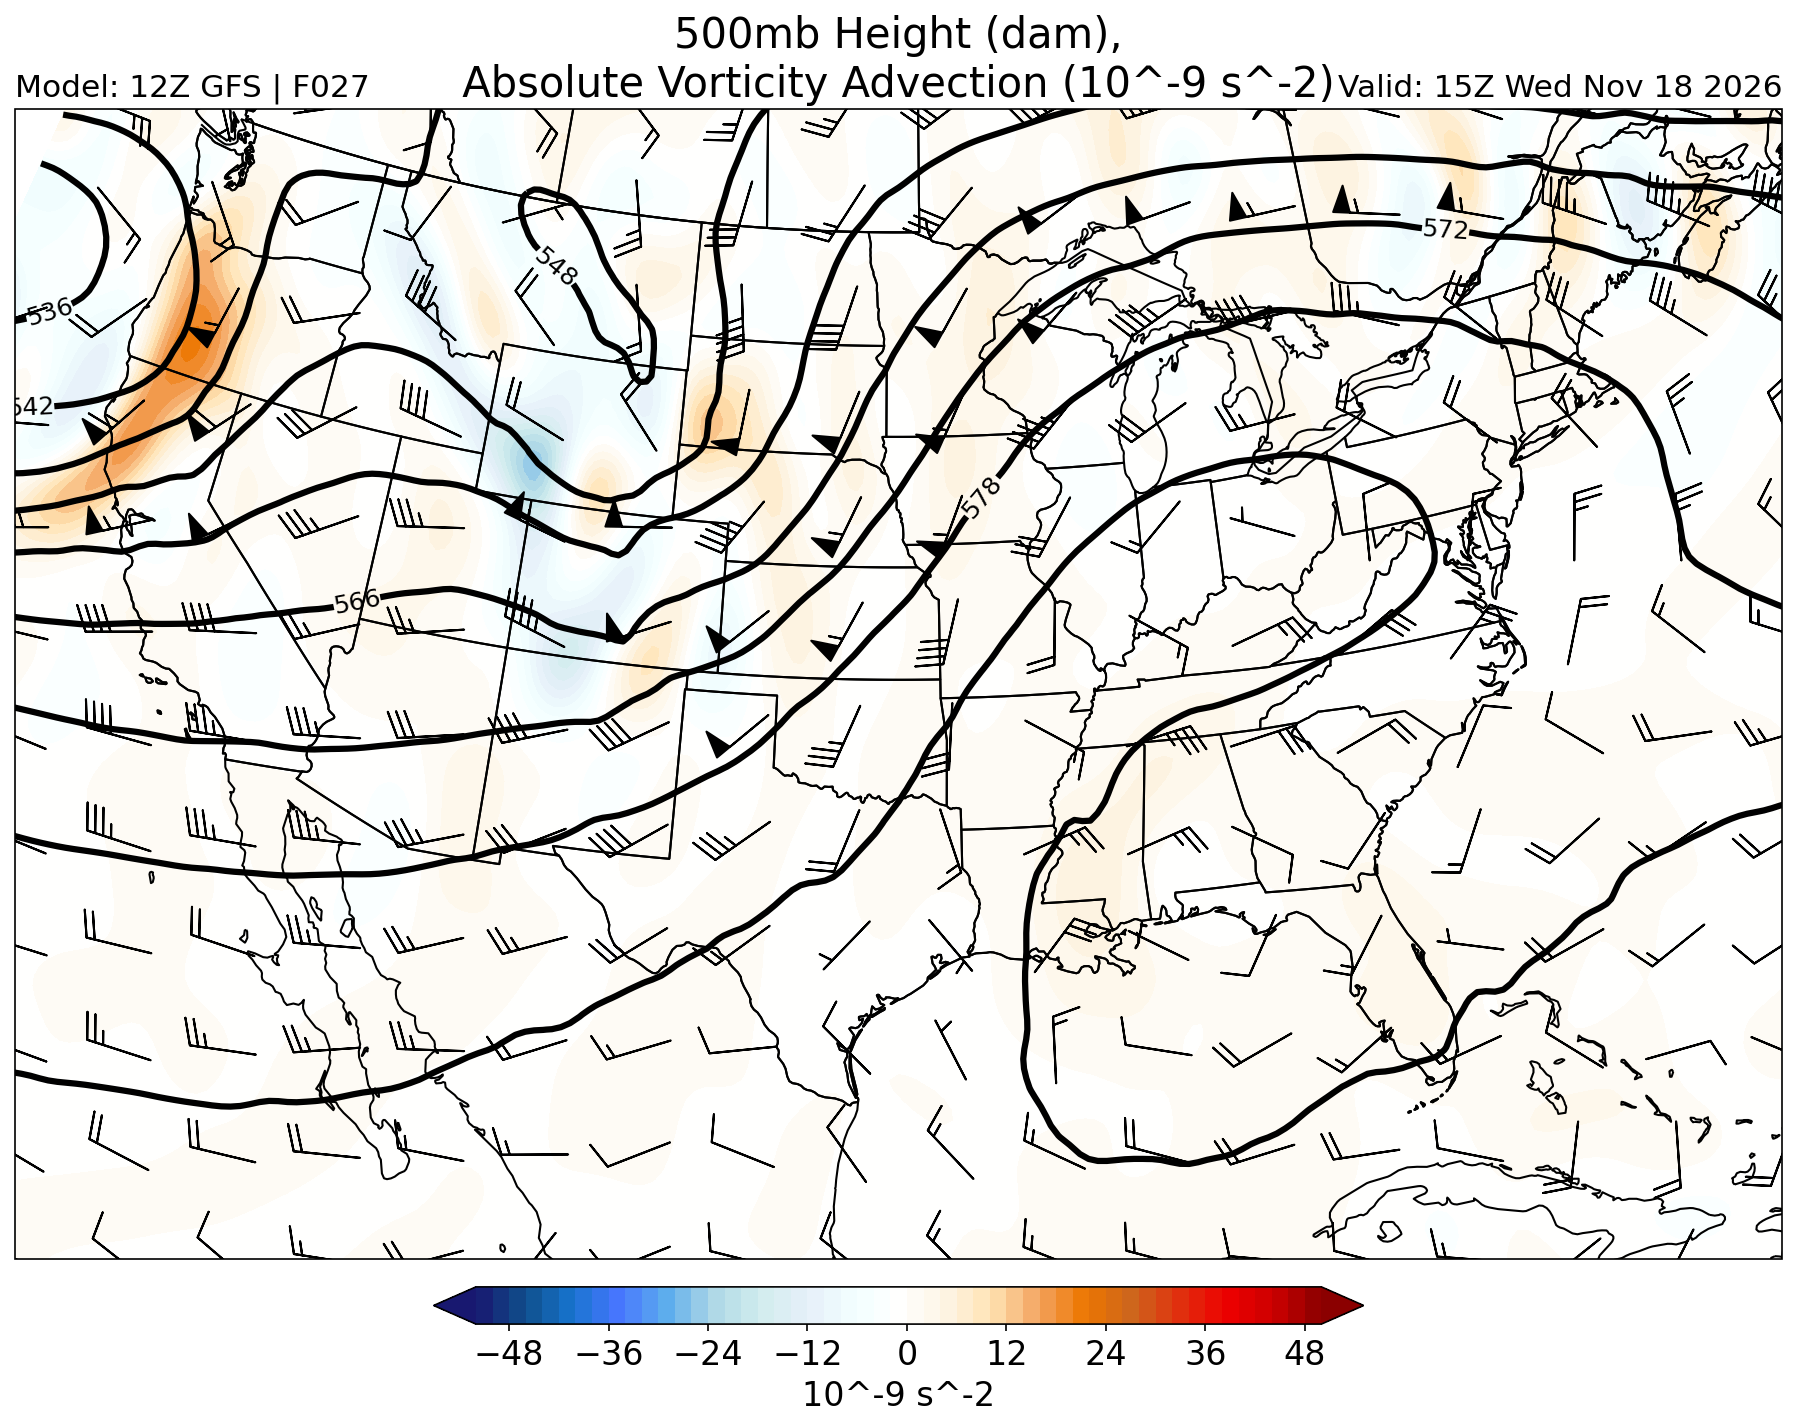 500mb Height (dam),
Model: 12Z GFS | F027
Absolute Vorticity Advection (10^-9 s^-2)
Valid: 15Z Wed Nov 18 2026
572
548
536
542
578
566
−48 −36 −24 −12 0 12 24 36 48
10^-9 s^-2